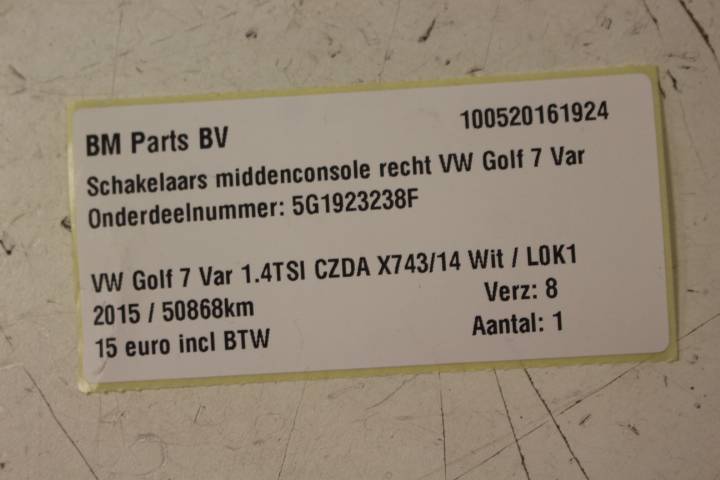 BM Parts BV 100520161924
Schakelaars middenconsole recht VW Golf 7 Var
Onderdeelnummer: 5G1923238F
VW Golf 7 Var 1.4TSI CZDA X743/14 Wit / L0K1
2015 / 50868km Verz: 8
15 euro incl BTW Aantal: 1